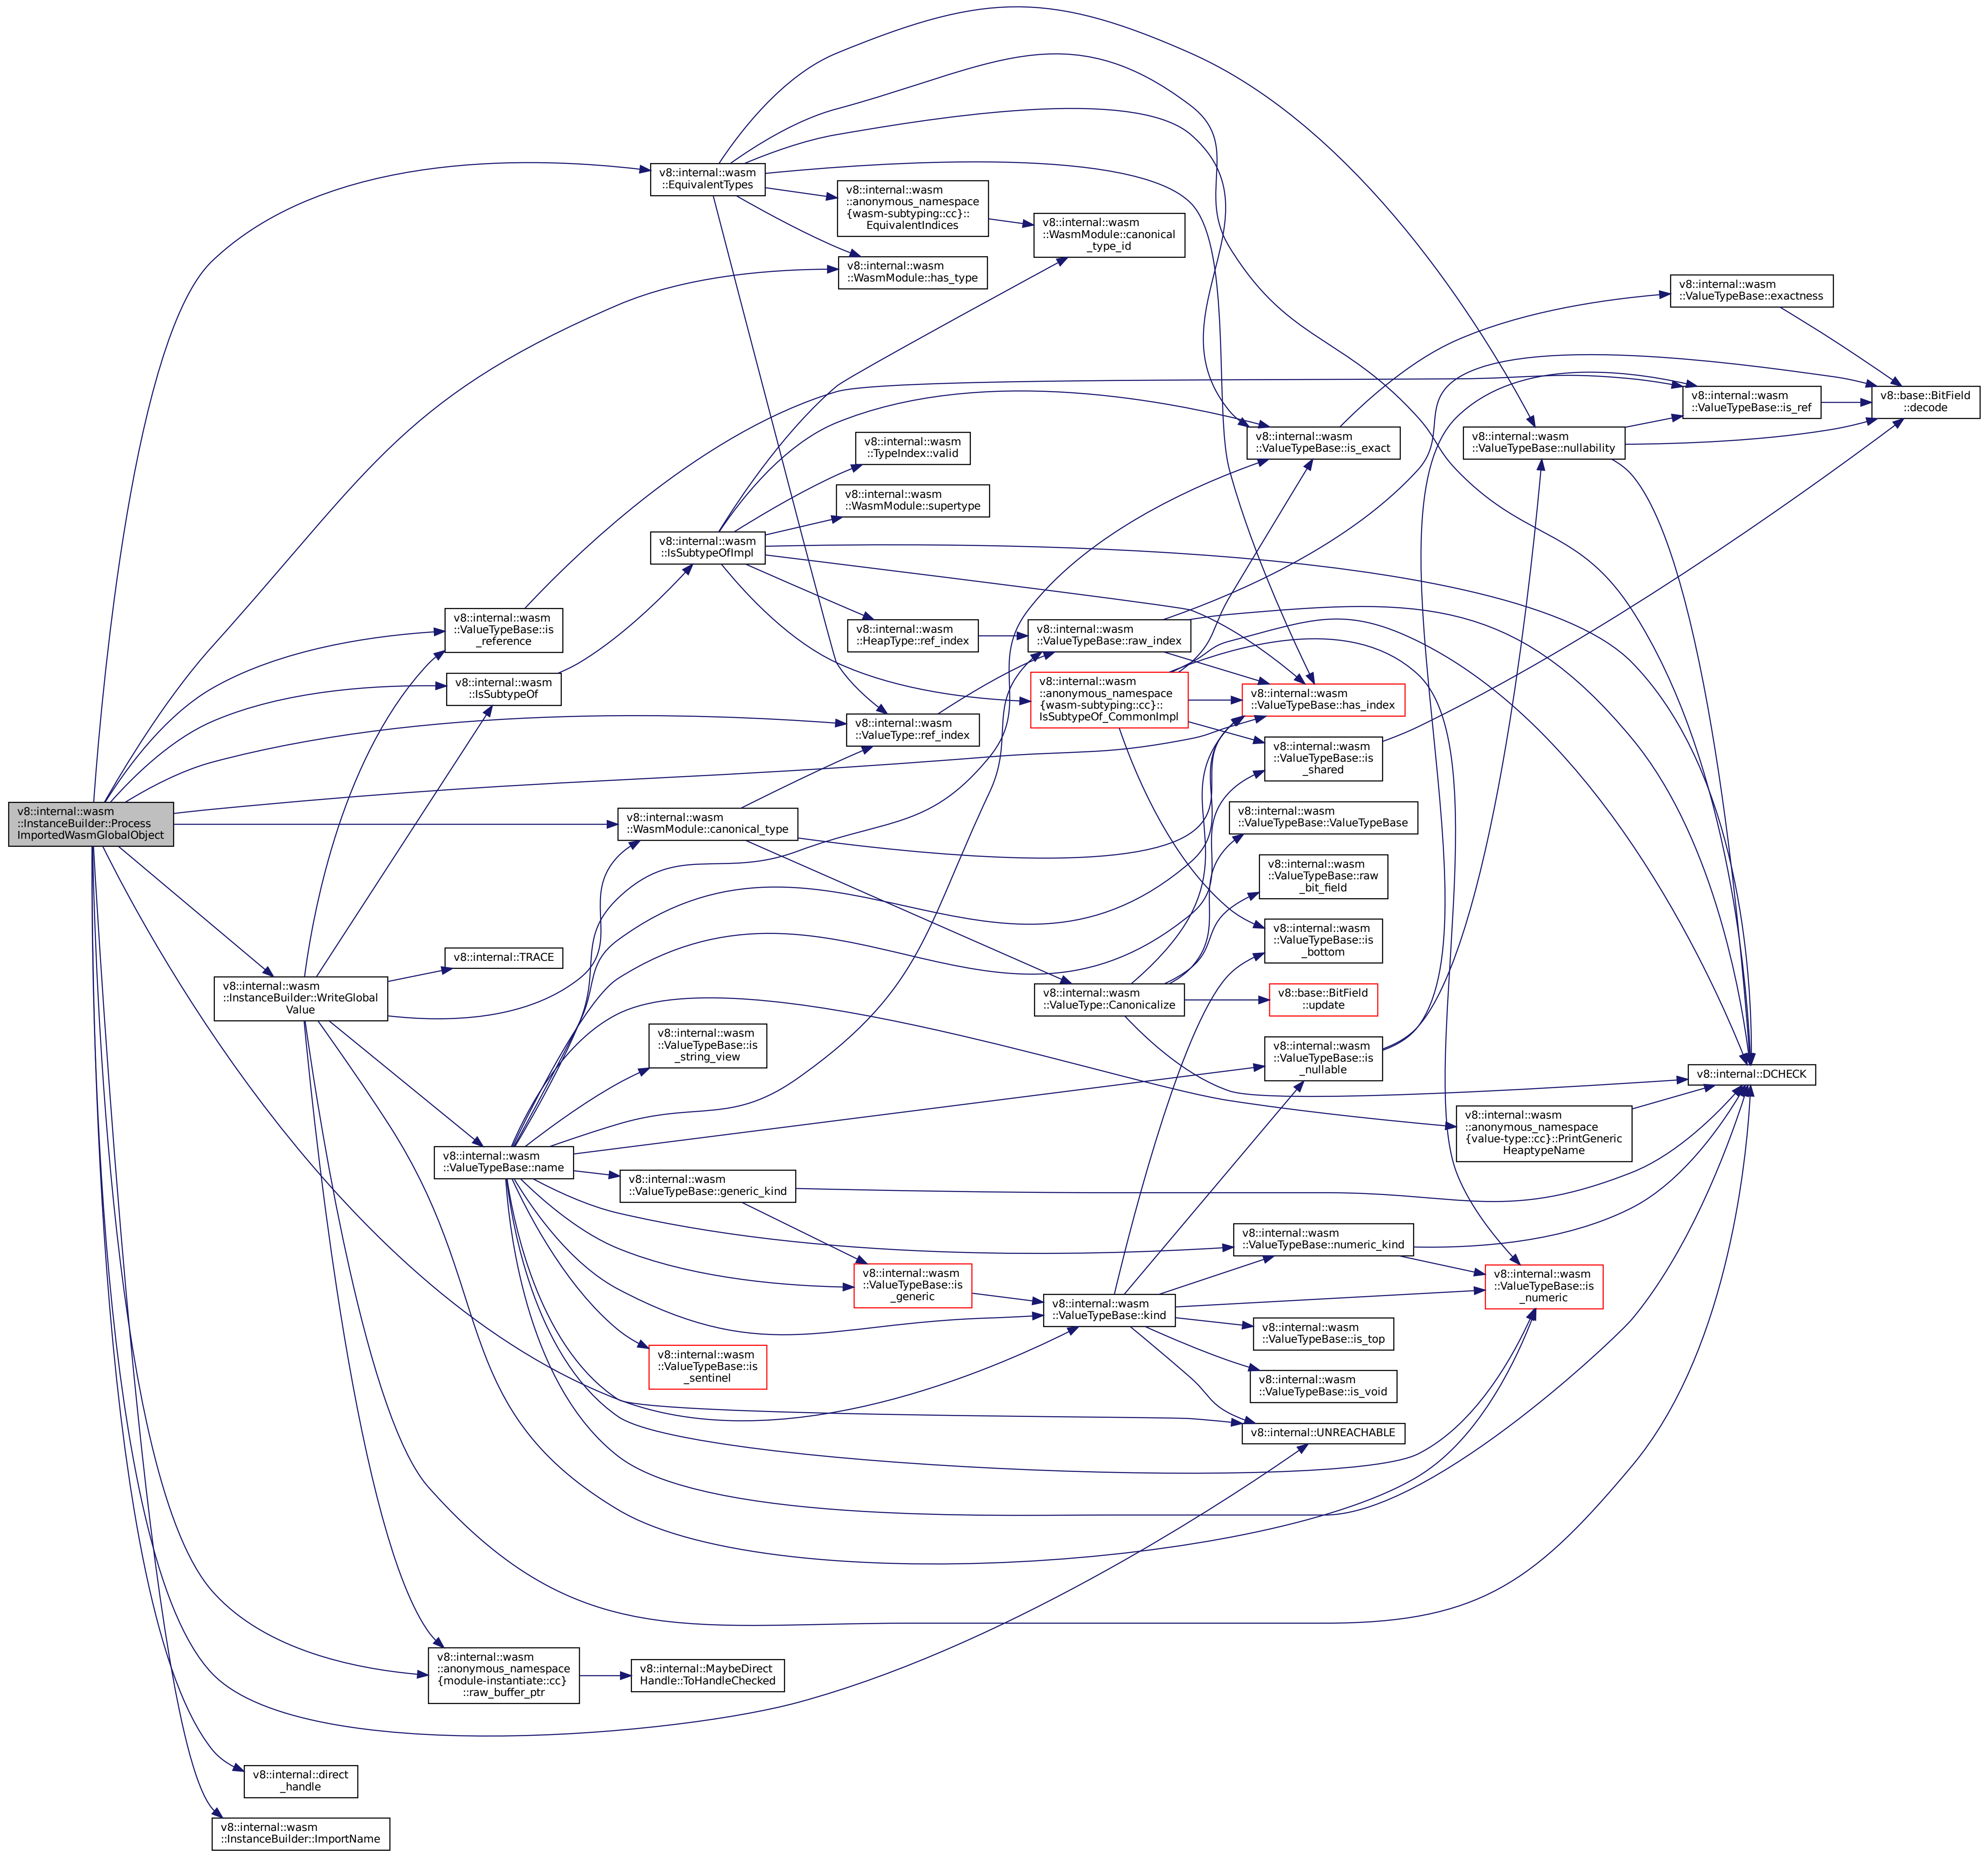 v8::internal::wasm
::InstanceBuilder::Process
ImportedWasmGlobalObject
v8::internal::wasm
::EquivalentTypes
v8::internal::wasm
::anonymous_namespace
{wasm-subtyping::cc}::
EquivalentIndices
v8::internal::wasm
::WasmModule::canonical
_type_id
v8::internal::wasm
::WasmModule::has_type
v8::internal::wasm
::ValueTypeBase::exactness
v8::internal::wasm
::ValueTypeBase::is_ref
v8::base::BitField
::decode
v8::internal::wasm
::TypeIndex::valid
v8::internal::wasm
::ValueTypeBase::is_exact
v8::internal::wasm
::ValueTypeBase::nullability
v8::internal::wasm
::WasmModule::supertype
v8::internal::wasm
::IsSubtypeOfImpl
v8::internal::wasm
::ValueTypeBase::is
_reference
v8::internal::wasm
::HeapType::ref_index
v8::internal::wasm
::ValueTypeBase::raw_index
v8::internal::wasm
::IsSubtypeOf
v8::internal::wasm
::anonymous_namespace
{wasm-subtyping::cc}::
IsSubtypeOf_CommonImpl
v8::internal::wasm
::ValueTypeBase::has_index
v8::internal::wasm
::ValueType::ref_index
v8::internal::wasm
::ValueTypeBase::is
_shared
v8::internal::wasm
::WasmModule::canonical_type
v8::internal::wasm
::ValueTypeBase::ValueTypeBase
v8::internal::wasm
::ValueTypeBase::raw
_bit_field
v8::internal::wasm
::ValueTypeBase::is
_bottom
v8::internal::TRACE
v8::internal::wasm
::InstanceBuilder::WriteGlobal
Value
v8::internal::wasm
::ValueType::Canonicalize
v8::base::BitField
::update
v8::internal::wasm
::ValueTypeBase::is
_string_view
v8::internal::wasm
::ValueTypeBase::is
_nullable
v8::internal::DCHECK
v8::internal::wasm
::anonymous_namespace
{value-type::cc}::PrintGeneric
HeaptypeName
v8::internal::wasm
::ValueTypeBase::name
v8::internal::wasm
::ValueTypeBase::generic_kind
v8::internal::wasm
::ValueTypeBase::numeric_kind
v8::internal::wasm
::ValueTypeBase::is
_generic
v8::internal::wasm
::ValueTypeBase::is
_numeric
v8::internal::wasm
::ValueTypeBase::kind
v8::internal::wasm
::ValueTypeBase::is_top
v8::internal::wasm
::ValueTypeBase::is
_sentinel
v8::internal::wasm
::ValueTypeBase::is_void
v8::internal::UNREACHABLE
v8::internal::wasm
::anonymous_namespace
{module-instantiate::cc}
::raw_buffer_ptr
v8::internal::MaybeDirect
Handle::ToHandleChecked
v8::internal::direct
_handle
v8::internal::wasm
::InstanceBuilder::ImportName